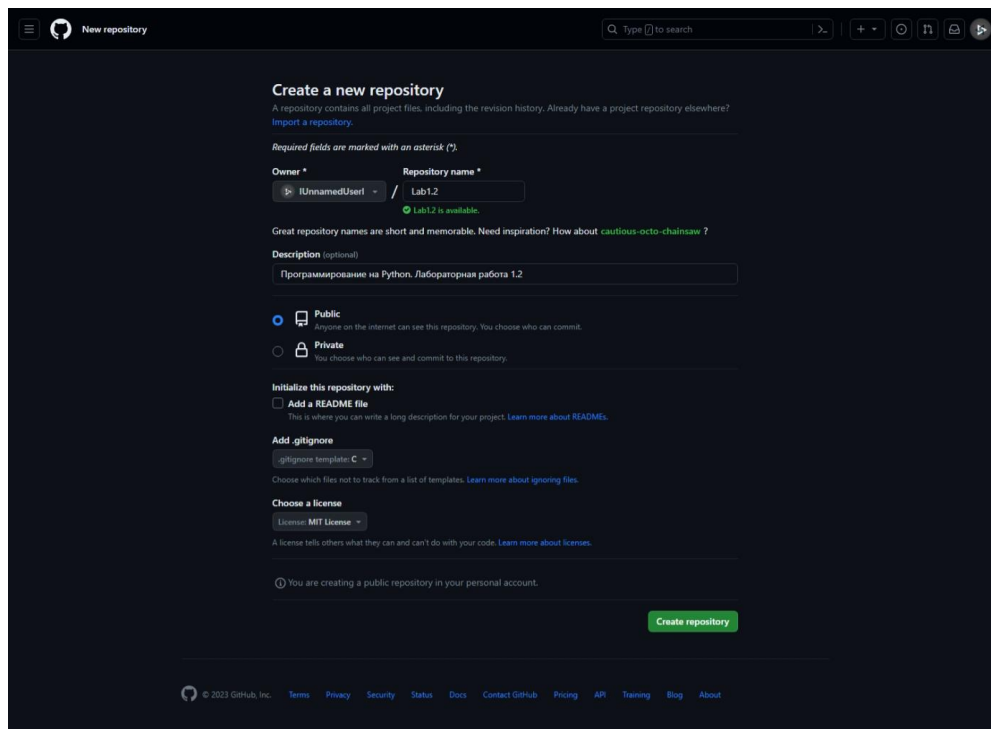 New repository
Type / to search
Create a new repository
A repository contains all project files, including the revision history. Already have a project repository elsewhere?
Import a repository.
Required fields are marked with an asterisk (*).
Owner * Repository name *
IUnnamedUserI / Lab1.2
Lab1.2 is available.
Great repository names are short and memorable. Need inspiration? How about cautious-octo-chainsaw ?
Description (optional)
Программирование на Python. Лабораторная работа 1.2
Public
Anyone on the internet can see this repository. You choose who can commit.
Private
You choose who can see and commit to this repository.
Initialize this repository with:
Add a README file
This is where you can write a long description for your project. Learn more about READMEs.
Add .gitignore
.gitignore template: C
Choose which files not to track from a list of templates. Learn more about ignoring files.
Choose a license
License: MIT License
A license tells others what they can and can't do with your code. Learn more about licenses.
You are creating a public repository in your personal account.
Create repository
© 2023 GitHub, Inc. Terms Privacy Security Status Docs Contact GitHub Pricing API Training Blog About